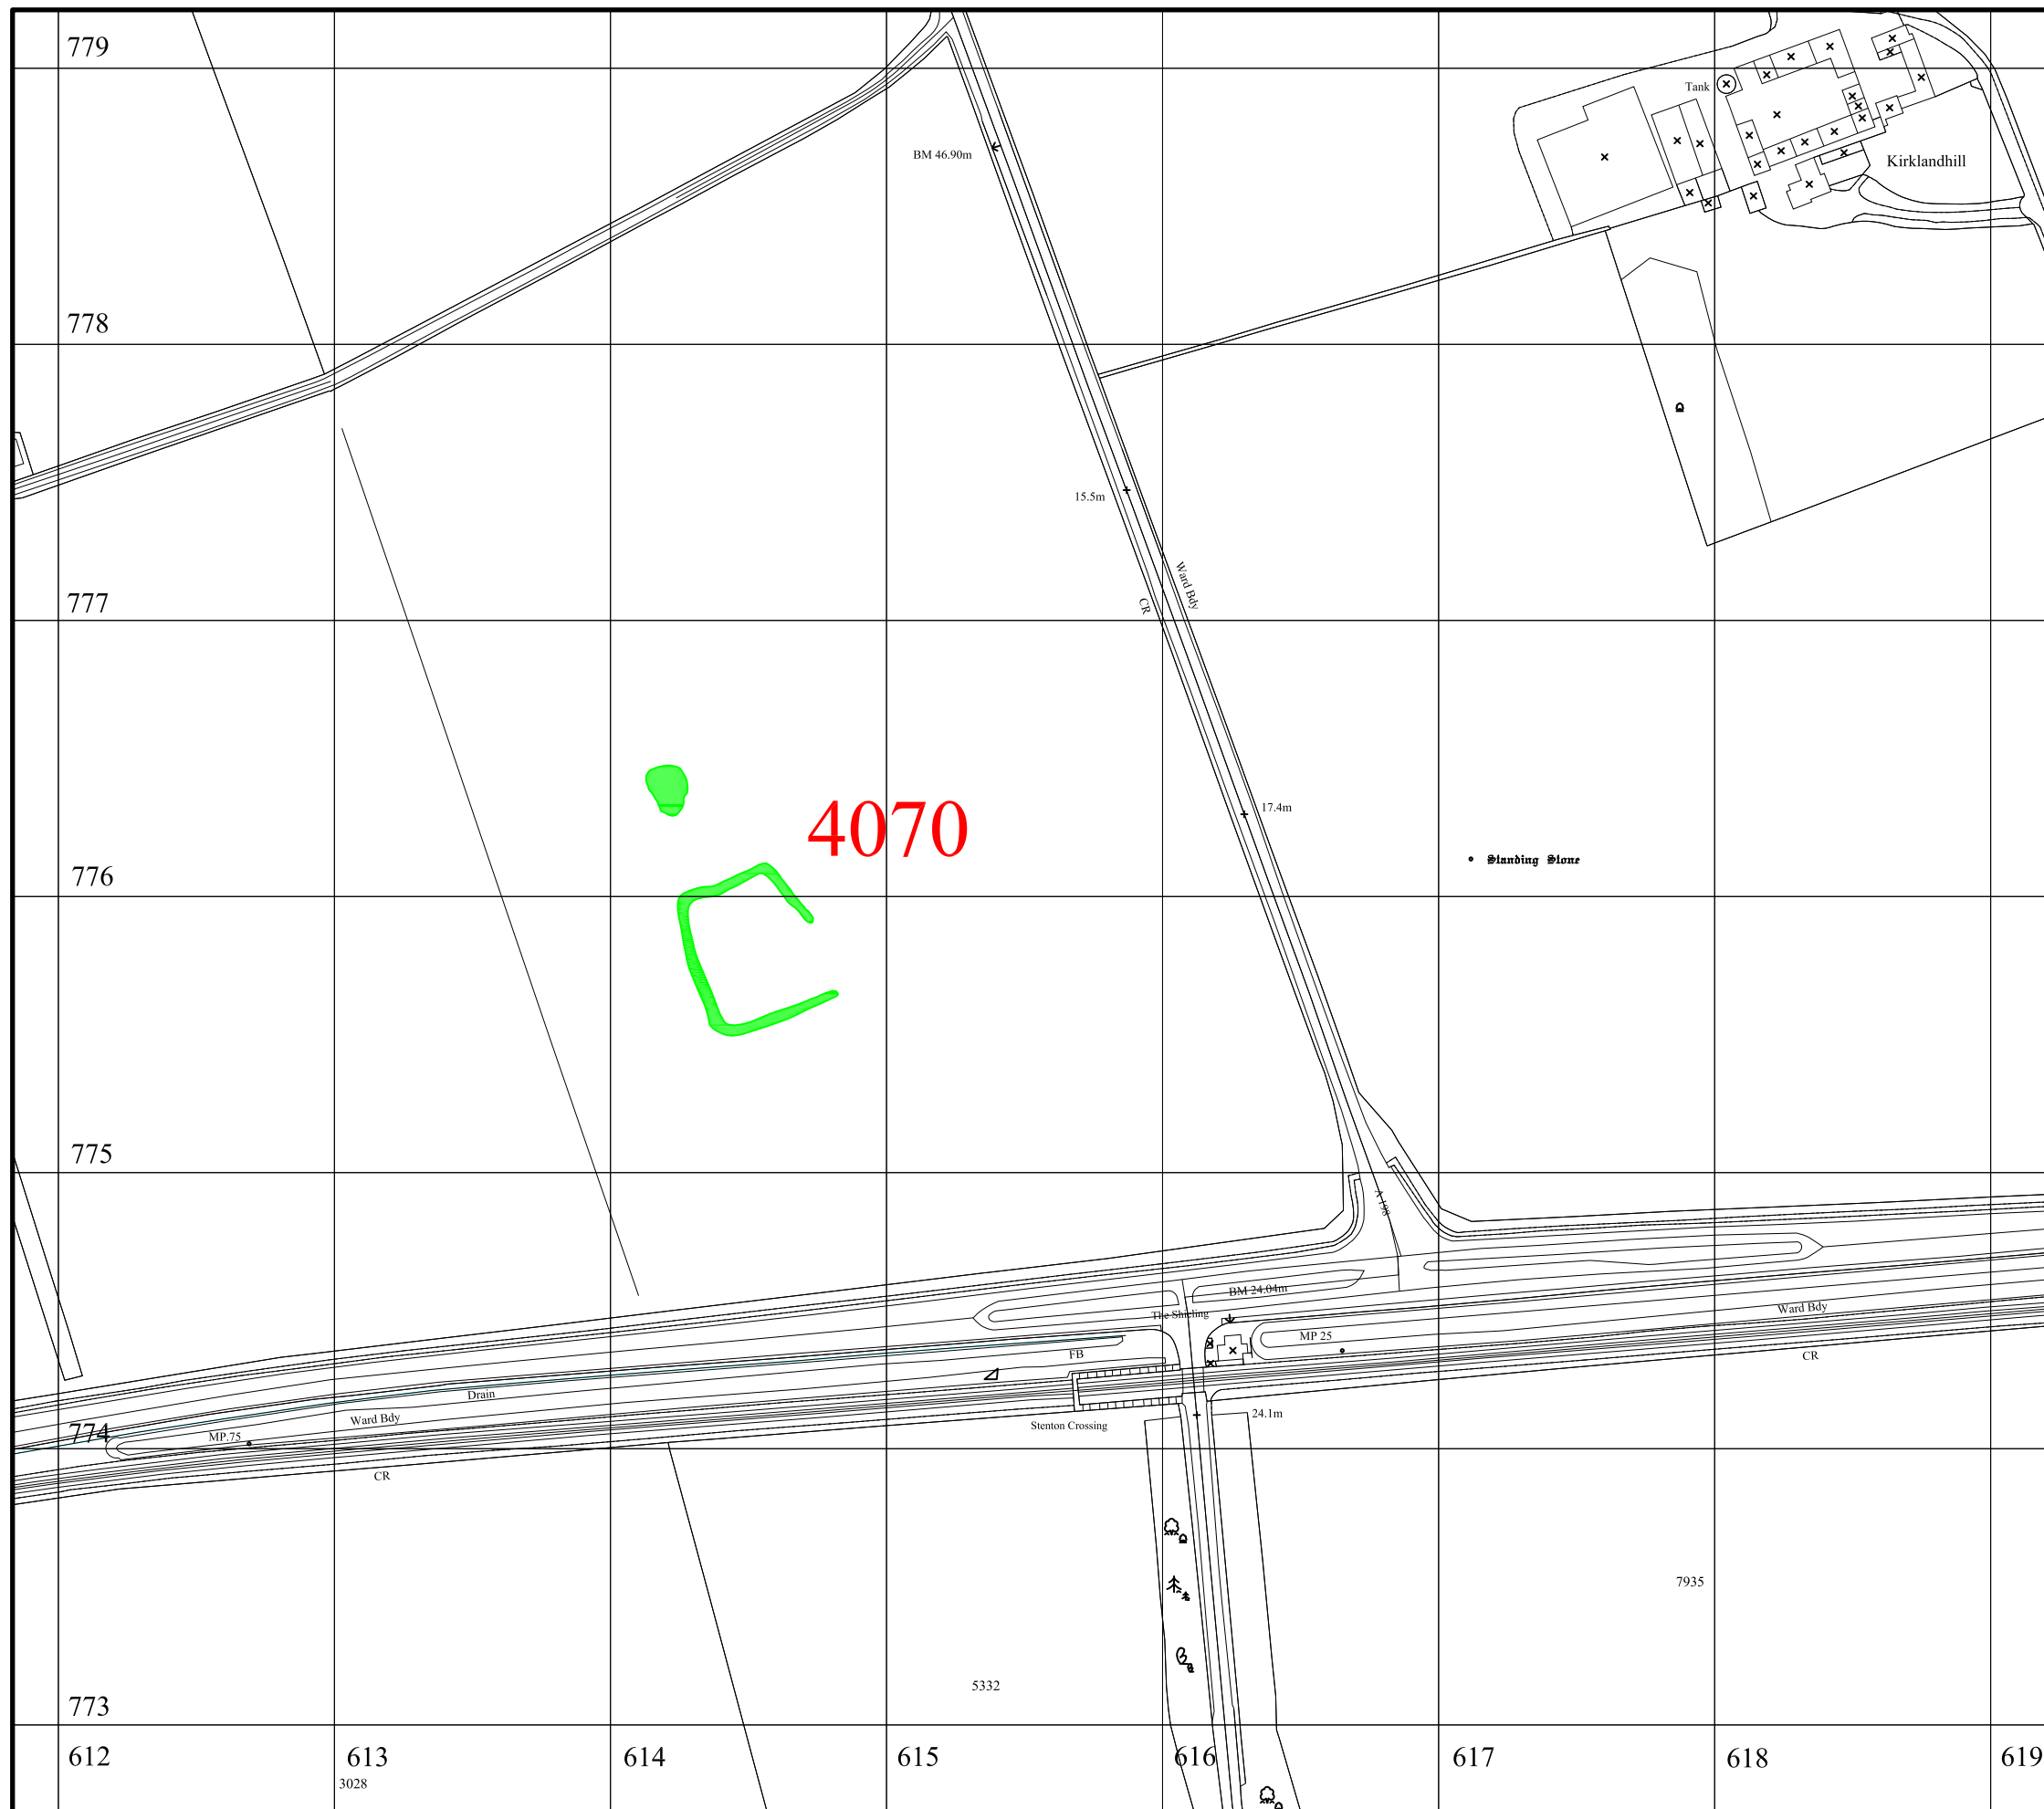 779
Tank
BM 46.90m
Kirklandhill
778
15.5m
Ward Bdy
CR
777
17.4m
4070
Standing Stone
776
775
A 198
BM 24.04m
The Shieling
Ward Bdy
MP 25
FB
CR
Drain
Ward Bdy
24.1m
Stenton Crossing
774
MP.75
CR
7935
5332
773
612
613
614
615
616
617
618
619
3028